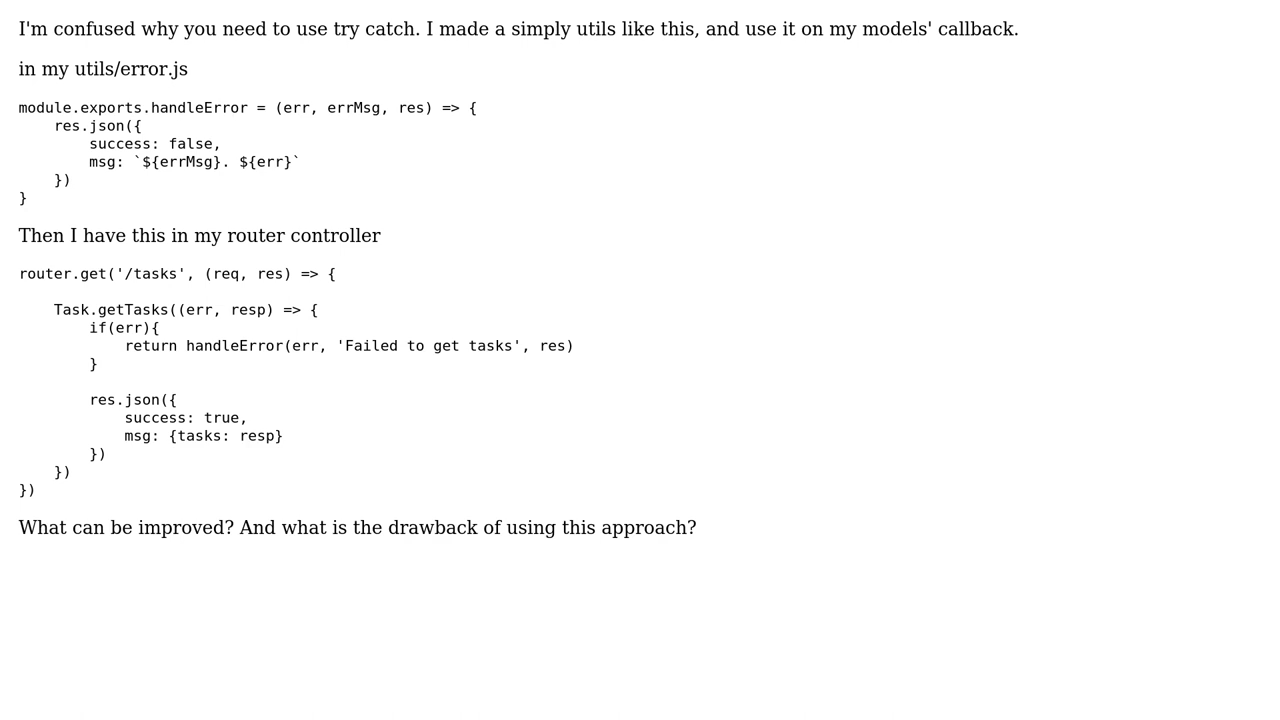 I'm confused why you need to use try catch. I made a simply utils like this, and use it on my models' callback.
in my utils/error.js
module.exports.handleError = (err, errMsg, res) => {
    res.json({
        success: false,
        msg: `${errMsg}. ${err}`
    })
}
Then I have this in my router controller
router.get('/tasks', (req, res) => {
    Task.getTasks((err, resp) => {
        if(err){
            return handleError(err, 'Failed to get tasks', res)
        }
        res.json({
            success: true,
            msg: {tasks: resp}
        })
    })
})
What can be improved? And what is the drawback of using this approach?